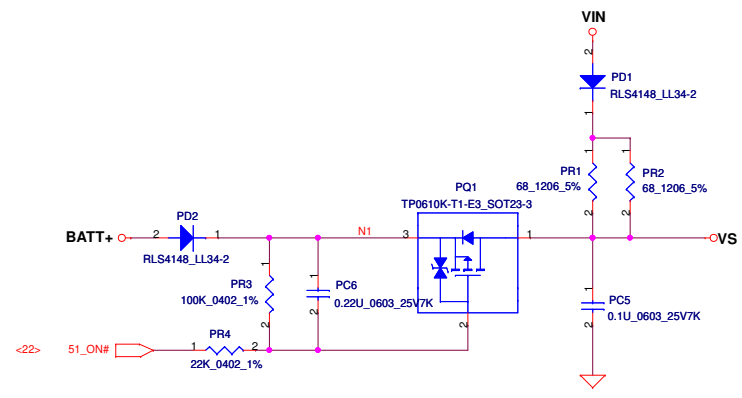 VIN
2
PD1
RLS4148_LL34-2
1
1
1
PR1
68_1206_5%
PR2
68_1206_5%
2
2
PQ1
TP0610K-T1-E3_SOT23-3
BATT+
2
PD2
1
RLS4148_LL34-2
N1
3
1
VS
1
PR3
100K_0402_1%
2
1
PC6
0.22U_0603_25V7K
2
2
1
PC5
0.1U_0603_25V7K
2
<22>
51_ON#
1
PR4
2
22K_0402_1%